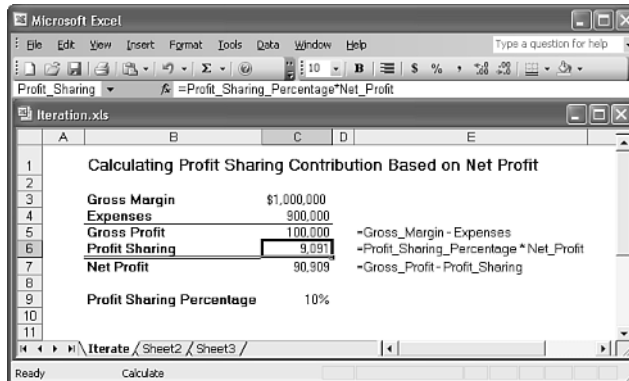 Microsoft Excel
File Edit View Insert Format Tools Data Window Help Type a question for help
10 B $ % ,
Profit_Sharing fx =Profit_Sharing_Percentage*Net_Profit
Iteration.xls
A B C D E
1 Calculating Profit Sharing Contribution Based on Net Profit
2
3 Gross Margin $1,000,000
4 Expenses 900,000
5 Gross Profit 100,000 =Gross_Margin-Expenses
6 Profit Sharing 9,091 =Profit_Sharing_Percentage*Net_Profit
7 Net Profit 90,909 =Gross_Profit-Profit_Sharing
8
9 Profit Sharing Percentage 10%
10
11
Iterate Sheet2 Sheet3
Ready Calculate